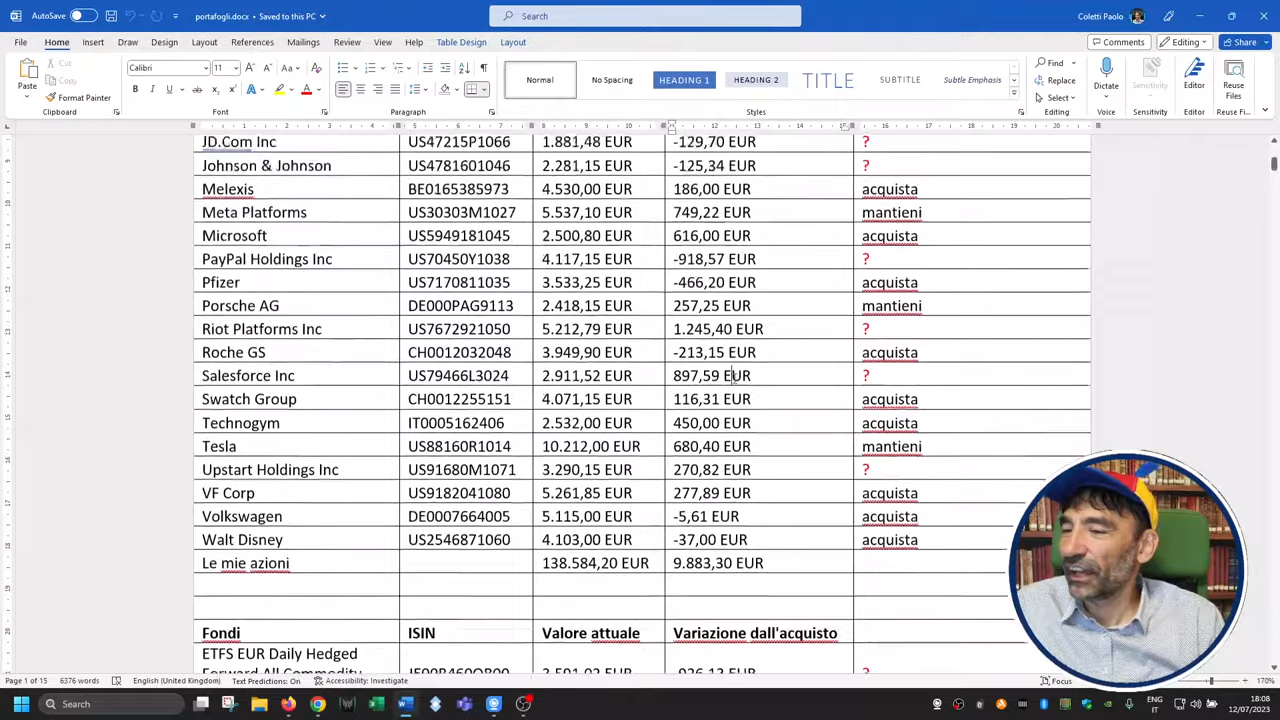 AutoSave Off
portafogli.docx • Saved to this PC
Search
Coletti Paolo
File Home Insert Draw Design Layout References Mailings Review View Help Table Design Layout
Comments Editing Share
Paste Cut Copy Format Painter
Clipboard
Calibri 11
Font
Paragraph
Normal No Spacing HEADING 1 HEADING 2 TITLE SUBTITLE Subtle Emphasis
Styles
Find Replace Select
Editing
Dictate
Voice
Sensitivity
Sensitivity
Editor
Editor
Reuse Files
Reuse Files
JD.Com Inc US47215P1066 1.881,48 EUR -129,70 EUR ?
Johnson & Johnson US4781601046 2.281,15 EUR -125,34 EUR ?
Melexis BE0165385973 4.530,00 EUR 186,00 EUR acquista
Meta Platforms US30303M1027 5.537,10 EUR 749,22 EUR mantieni
Microsoft US5949181045 2.500,80 EUR 616,00 EUR acquista
PayPal Holdings Inc US70450Y1038 4.117,15 EUR -918,57 EUR ?
Pfizer US7170811035 3.533,25 EUR -466,20 EUR acquista
Porsche AG DE000PAG9113 2.418,15 EUR 257,25 EUR mantieni
Riot Platforms Inc US7672921050 5.212,79 EUR 1.245,40 EUR ?
Roche GS CH0012032048 3.949,90 EUR -213,15 EUR acquista
Salesforce Inc US79466L3024 2.911,52 EUR 897,59 EUR ?
Swatch Group CH0012255151 4.071,15 EUR 116,31 EUR acquista
Technogym IT0005162406 2.532,00 EUR 450,00 EUR acquista
Tesla US88160R1014 10.212,00 EUR 680,40 EUR mantieni
Upstart Holdings Inc US91680M1071 3.290,15 EUR 270,82 EUR ?
VF Corp US9182041080 5.261,85 EUR 277,89 EUR acquista
Volkswagen DE0007664005 5.115,00 EUR -5,61 EUR acquista
Walt Disney US2546871060 4.103,00 EUR -37,00 EUR acquista
Le mie azioni 138.584,20 EUR 9.883,30 EUR
Fondi ISIN Valore attuale Variazione dall'acquisto
ETFS EUR Daily Hedged
Forward All Commodity
Page 1 of 15 6376 words English (United Kingdom) Text Predictions: On Accessibility: Investigate Focus 170%
Search
ENG
IT
18:08
12/07/2023